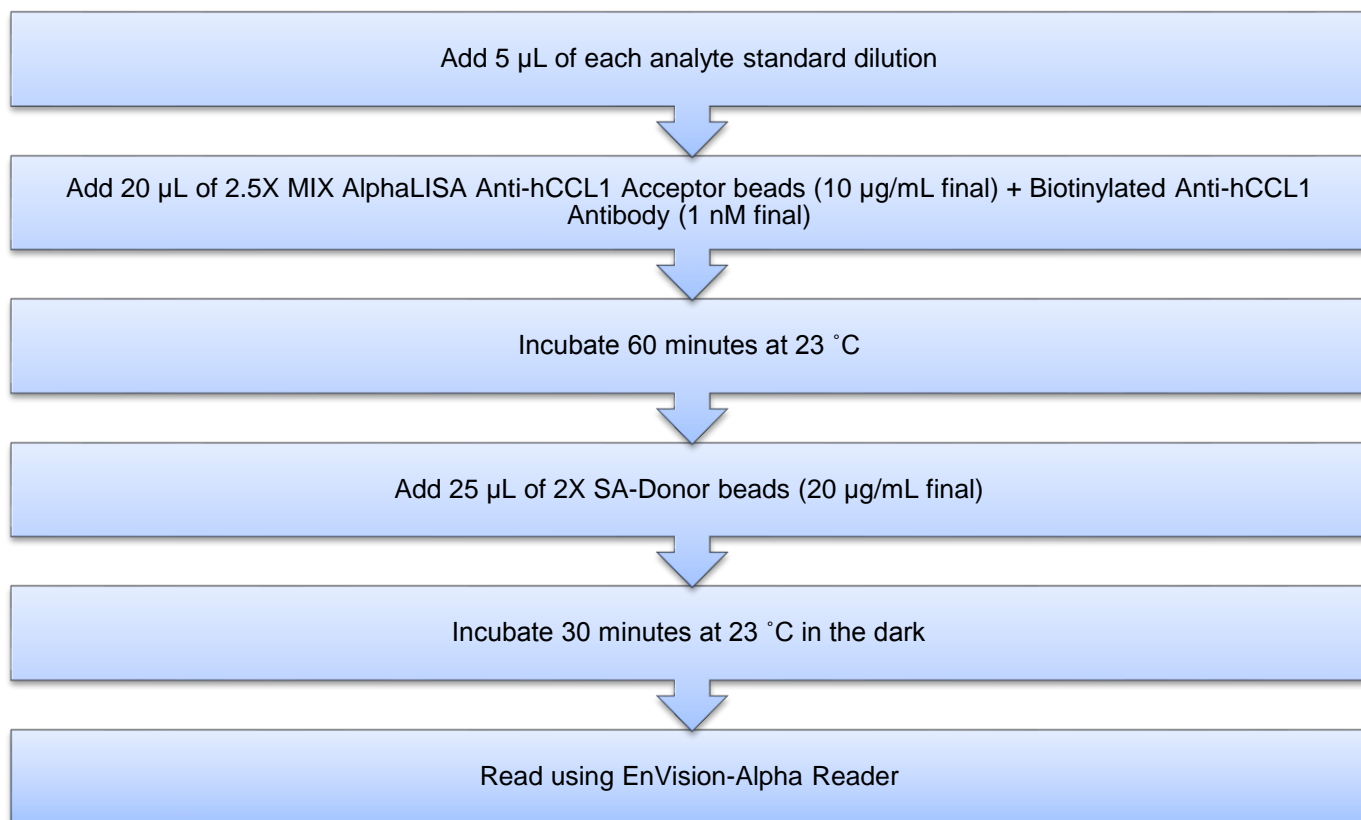 Add 5 µL of each analyte standard dilution
Add 20 µL of 2.5X MIX AlphaLISA Anti-hCCL1 Acceptor beads (10 µg/mL final) + Biotinylated Anti-hCCL1
Antibody (1 nM final)
Incubate 60 minutes at 23 ˚C
Add 25 µL of 2X SA-Donor beads (20 µg/mL final)
Incubate 30 minutes at 23 ˚C in the dark
Read using EnVision-Alpha Reader